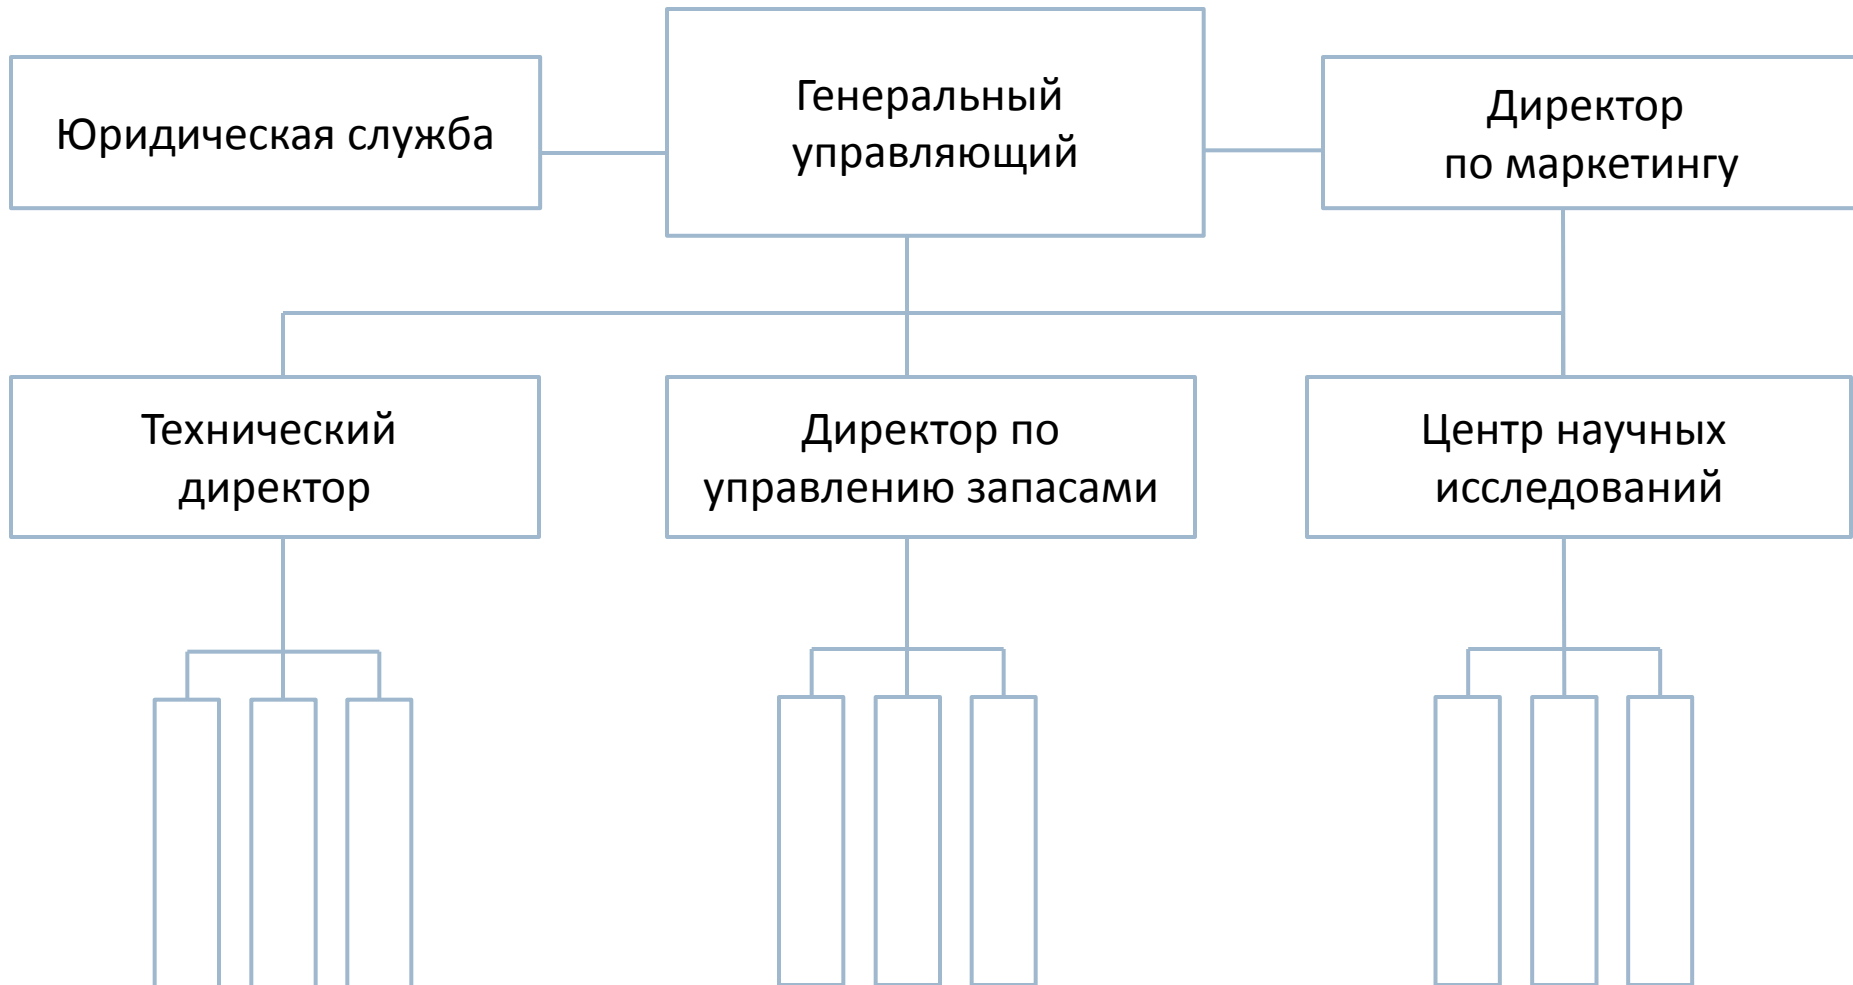 Юридическая служба
Генеральный
управляющий
Директор
по маркетингу
Технический
директор
Директор по
управлению запасами
Центр научных
исследований